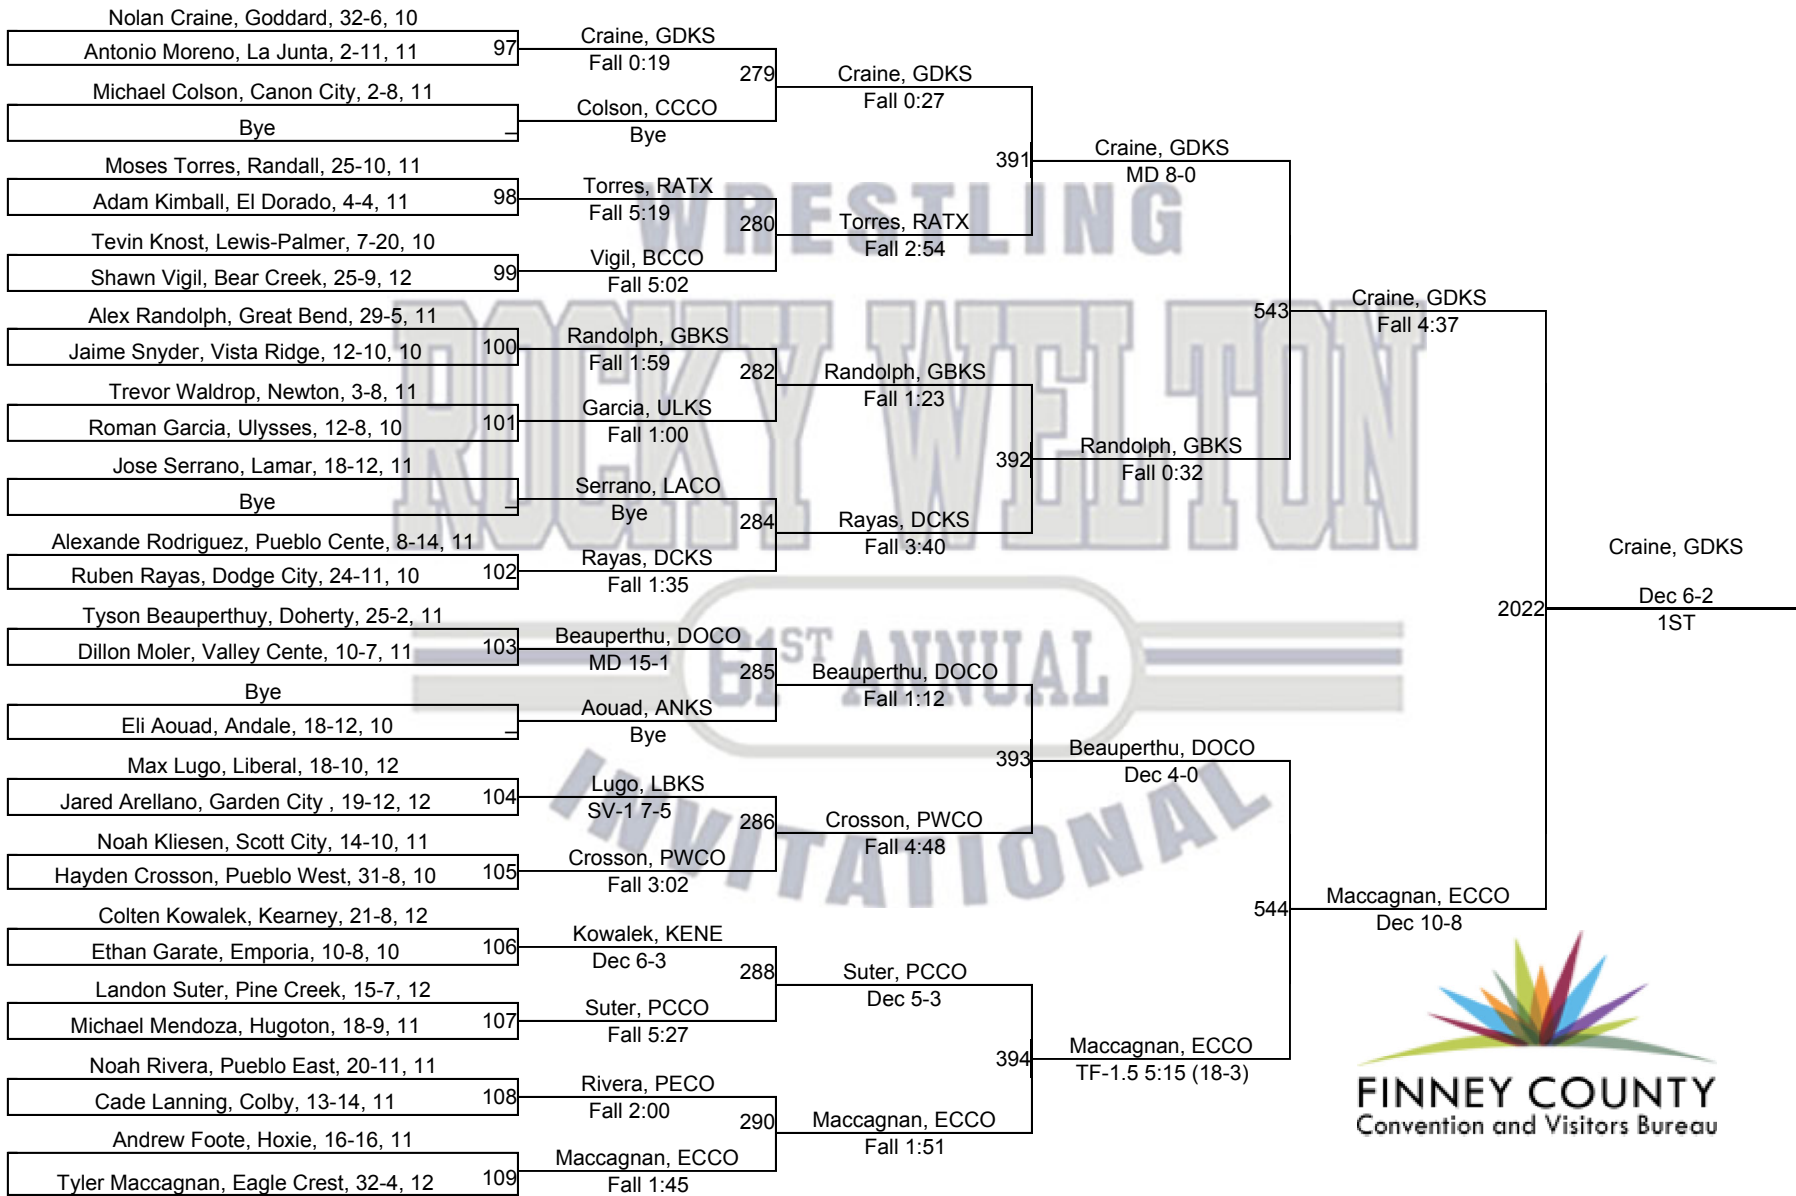 Nolan Craine, Goddard, 32-6, 10
Antonio Moreno, La Junta, 2-11, 11
97
Michael Colson, Canon City, 2-8, 11
Bye
_
Moses Torres, Randall, 25-10, 11
Adam Kimball, El Dorado, 4-4, 11
98
Tevin Knost, Lewis-Palmer, 7-20, 10
Shawn Vigil, Bear Creek, 25-9, 12
99
Alex Randolph, Great Bend, 29-5, 11
Jaime Snyder, Vista Ridge, 12-10, 10
100
Trevor Waldrop, Newton, 3-8, 11
Roman Garcia, Ulysses, 12-8, 10
101
Jose Serrano, Lamar, 18-12, 11
Bye
_
Alexande Rodriguez, Pueblo Cente, 8-14, 11
Ruben Rayas, Dodge City, 24-11, 10
102
Tyson Beauperthuy, Doherty, 25-2, 11
Dillon Moler, Valley Cente, 10-7, 11
103
Bye
Eli Aouad, Andale, 18-12, 10
_
Max Lugo, Liberal, 18-10, 12
Jared Arellano, Garden City , 19-12, 12
104
Noah Kliesen, Scott City, 14-10, 11
Hayden Crosson, Pueblo West, 31-8, 10
105
Colten Kowalek, Kearney, 21-8, 12
Ethan Garate, Emporia, 10-8, 10
106
Landon Suter, Pine Creek, 15-7, 12
Michael Mendoza, Hugoton, 18-9, 11
107
Noah Rivera, Pueblo East, 20-11, 11
Cade Lanning, Colby, 13-14, 11
108
Andrew Foote, Hoxie, 16-16, 11
Tyler Maccagnan, Eagle Crest, 32-4, 12
109
Craine, GDKS
Fall 0:19
279
Colson, CCCO
Bye
Torres, RATX
Fall 5:19
280
Vigil, BCCO
Fall 5:02
Randolph, GBKS
Fall 1:59
282
Garcia, ULKS
Fall 1:00
Serrano, LACO
Bye
284
Rayas, DCKS
Fall 1:35
Beauperthu, DOCO
MD 15-1
285
Aouad, ANKS
Bye
Lugo, LBKS
SV-1 7-5
286
Crosson, PWCO
Fall 3:02
Kowalek, KENE
Dec 6-3
288
Suter, PCCO
Fall 5:27
Rivera, PECO
Fall 2:00
290
Maccagnan, ECCO
Fall 1:45
Craine, GDKS
Fall 0:27
391
Torres, RATX
Fall 2:54
Randolph, GBKS
Fall 1:23
392
Rayas, DCKS
Fall 3:40
Beauperthu, DOCO
Fall 1:12
393
Crosson, PWCO
Fall 4:48
Suter, PCCO
Dec 5-3
394
Maccagnan, ECCO
Fall 1:51
Craine, GDKS
MD 8-0
543
Randolph, GBKS
Fall 0:32
Beauperthu, DOCO
Dec 4-0
544
Maccagnan, ECCO
TF-1.5 5:15 (18-3)
Craine, GDKS
Fall 4:37
2022
Maccagnan, ECCO
Dec 10-8
Craine, GDKS
Dec 6-2
1ST
WRESTLING
ROCKY WELTON
61ST ANNUAL
INVITATIONAL
FINNEY COUNTY
Convention and Visitors Bureau